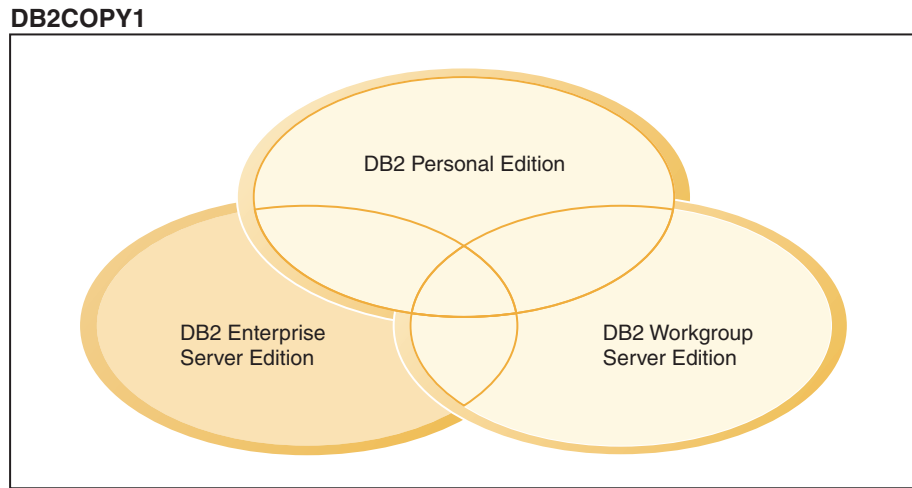 DB2COPY1
DB2 Personal Edition
DB2 Enterprise
Server Edition
DB2 Workgroup
Server Edition